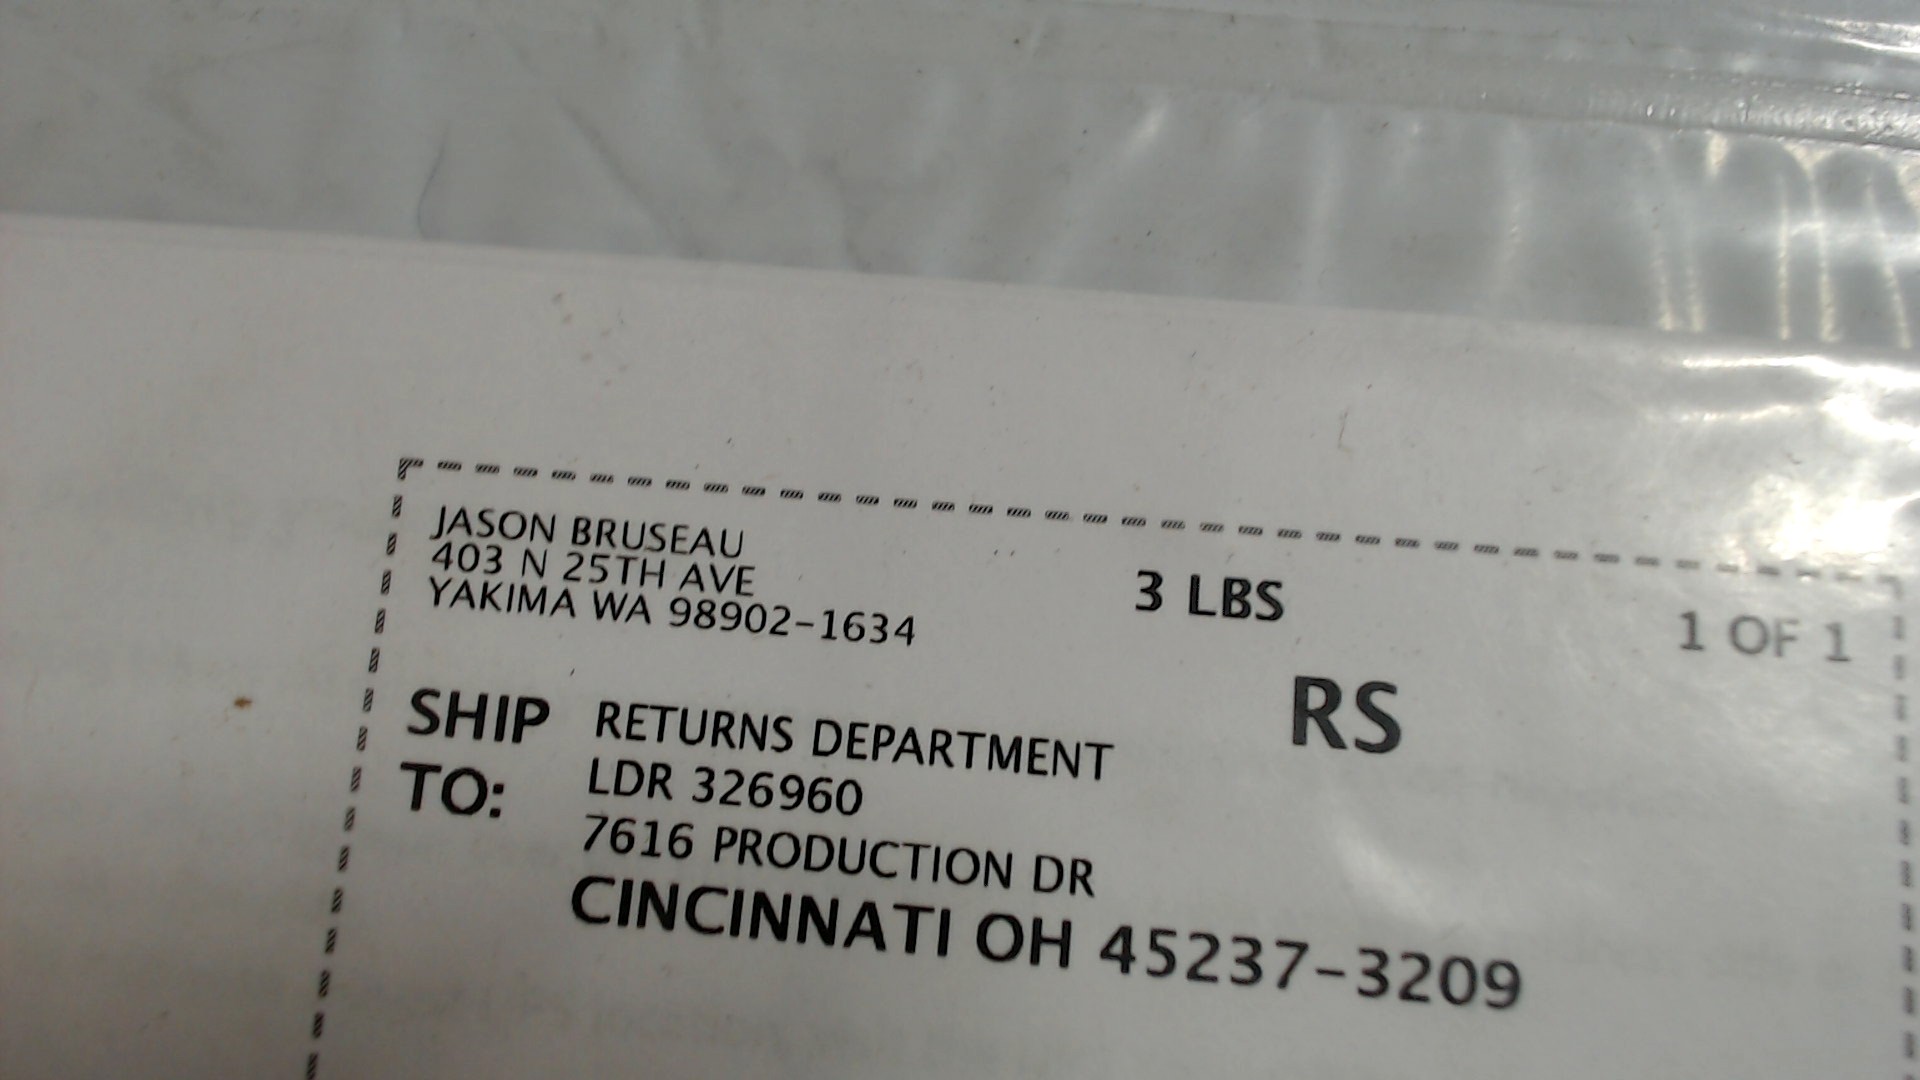 JASON BRUSEAU
403 N 25TH AVE
YAKIMA WA 98902-1634
3 LBS
1 OF 1
RS
SHIP TO:
RETURNS DEPARTMENT
LDR 326960
7616 PRODUCTION DR
CINCINNATI OH 45237-3209